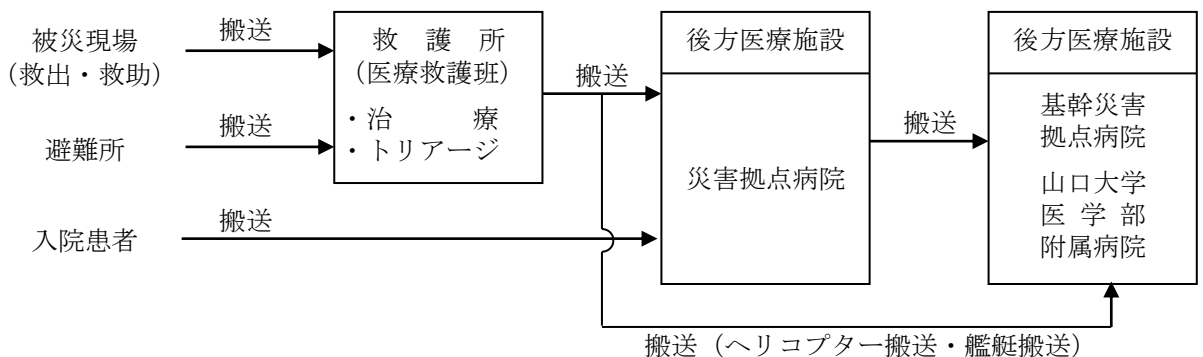 被災現場
(救出・救助)
搬送
避難所
搬送
入院患者
搬送
救護所
(医療救護班)
・治療
・トリアージ
搬送
後方医療施設
災害拠点病院
搬送
後方医療施設
基幹災害
拠点病院
山口大学
医学部
附属病院
搬送(ヘリコプター搬送・艦艇搬送)